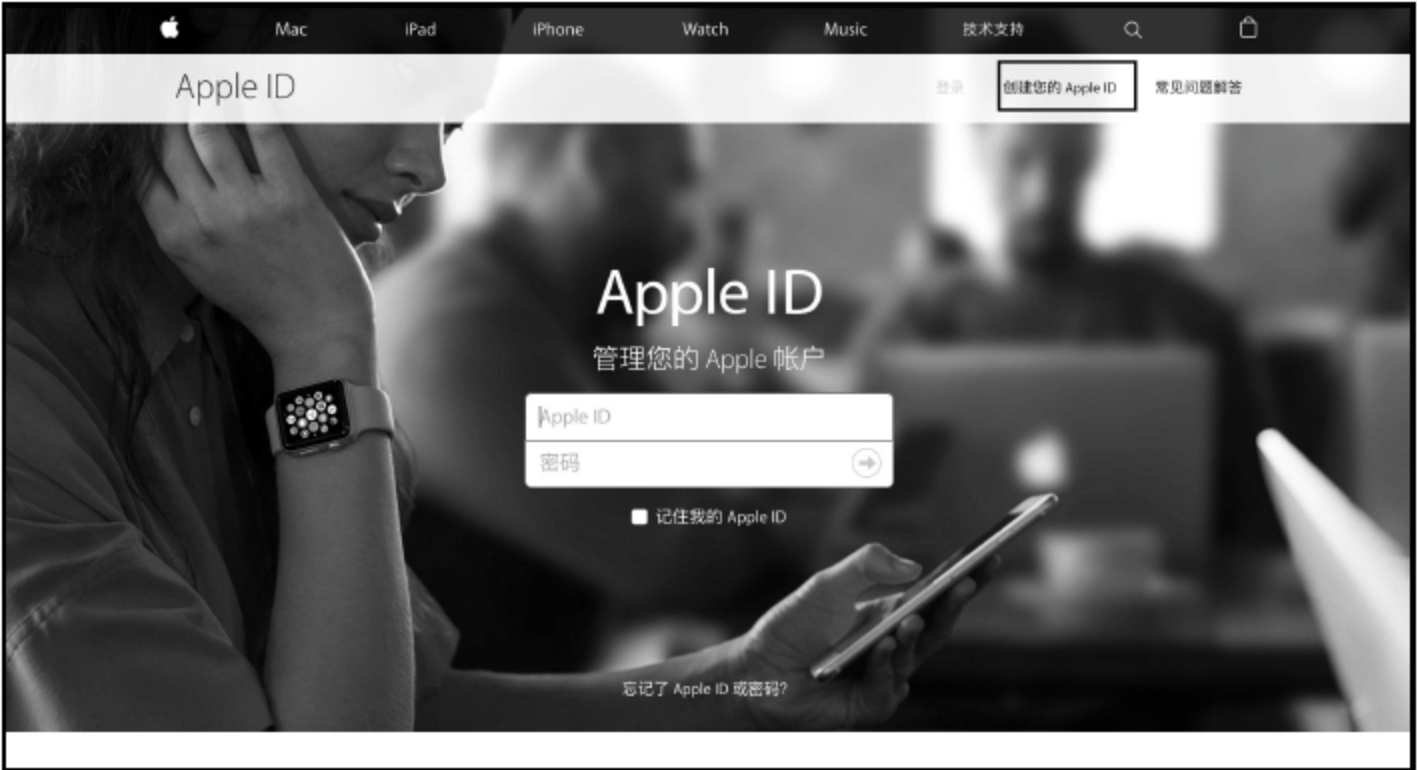 Mac iPad iPhone Watch Music 技术支持
Apple ID 登录 创建您的 Apple ID 常见问题解答
Apple ID
管理您的 Apple 帐户
Apple ID
密码
记住我的 Apple ID
忘记了 Apple ID 或密码?